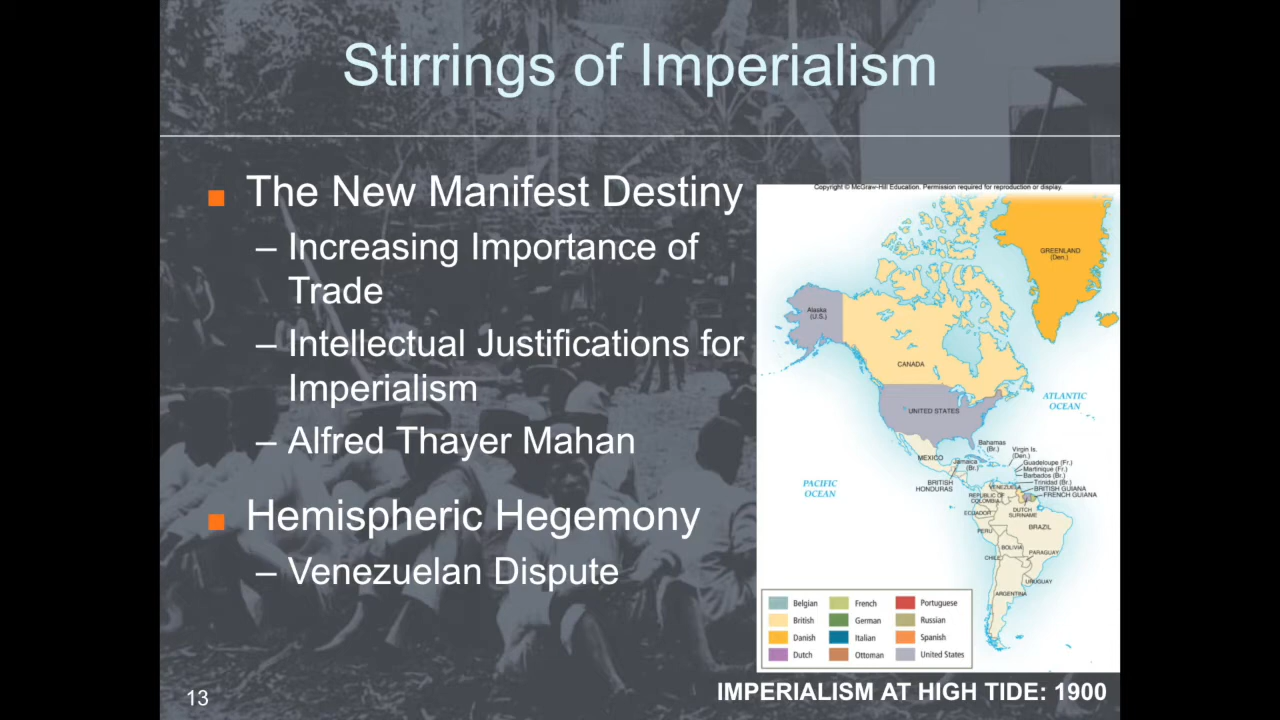 Stirrings of Imperialism
■ The New Manifest Destiny
– Increasing Importance of
Trade
– Intellectual Justifications for
Imperialism
– Alfred Thayer Mahan
■ Hemispheric Hegemony
– Venezuelan Dispute
13
Copyright © McGraw-Hill Education. Permission required for reproduction or display.
GREENLAND
(Den.)
Alaska
(U.S.)
CANADA
UNITED STATES
ATLANTIC
OCEAN
MEXICO
Bahamas
(Br.)
Jamaica
(Br.)
Virgin Is.
(Den.)
Guadeloupe (Fr.)
Martinique (Fr.)
Barbados (Br.)
Trinidad (Br.)
BRITISH GUIANA
FRENCH GUIANA
BRITISH
HONDURAS
PACIFIC
OCEAN
VENEZUELA
REPUBLIC OF
COLOMBIA
DUTCH
SURINAME
ECUADOR
PERU
BRAZIL
BOLIVIA
PARAGUAY
CHILE
URUGUAY
ARGENTINA
Belgian French Portuguese
British German Russian
Danish Italian Spanish
Dutch Ottoman United States
IMPERIALISM AT HIGH TIDE: 1900